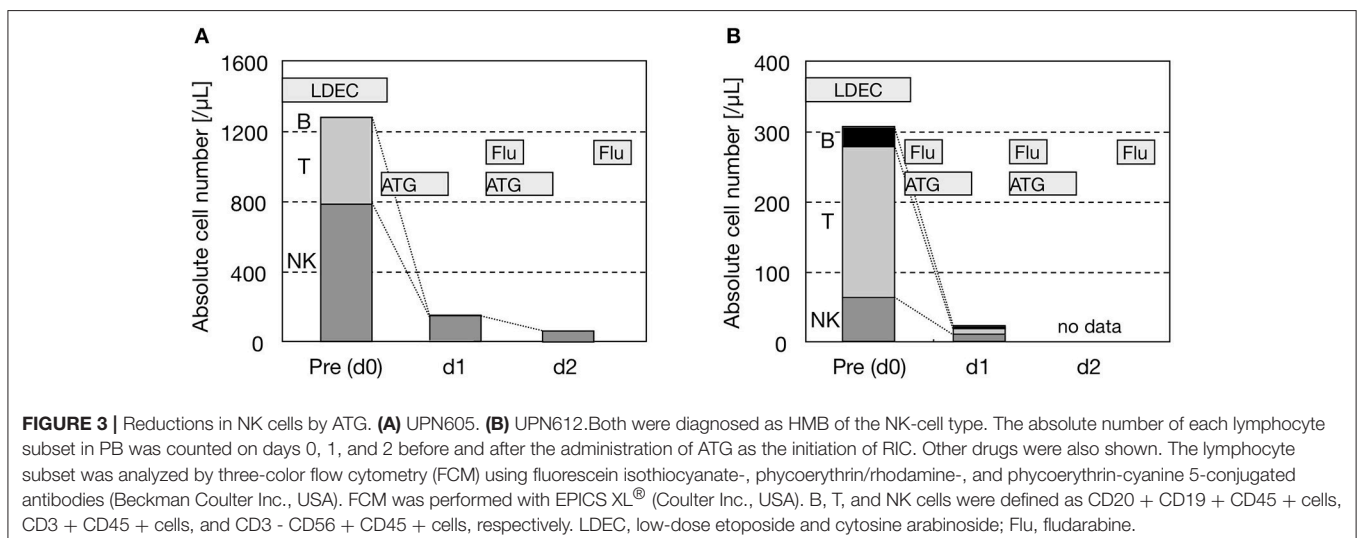 A
Absolute cell number [/μL]
1600
1200
800
400
0
LDEC
B
T
NK
ATG
Flu
ATG
Flu
Pre (d0)
d1
d2
B
Absolute cell number [/μL]
400
300
200
100
0
LDEC
B
T
NK
Flu
ATG
Flu
ATG
Flu
no data
Pre (d0)
d1
d2
FIGURE 3 | Reductions in NK cells by ATG. (A) UPN605. (B) UPN612.Both were diagnosed as HMB of the NK-cell type. The absolute number of each lymphocyte
subset in PB was counted on days 0, 1, and 2 before and after the administration of ATG as the initiation of RIC. Other drugs were also shown. The lymphocyte
subset was analyzed by three-color flow cytometry (FCM) using fluorescein isothiocyanate-, phycoerythrin/rhodamine-, and phycoerythrin-cyanine 5-conjugated
antibodies (Beckman Coulter Inc., USA). FCM was performed with EPICS XL® (Coulter Inc., USA). B, T, and NK cells were defined as CD20 + CD19 + CD45 + cells,
CD3 + CD45 + cells, and CD3 - CD56 + CD45 + cells, respectively. LDEC, low-dose etoposide and cytosine arabinoside; Flu, fludarabine.